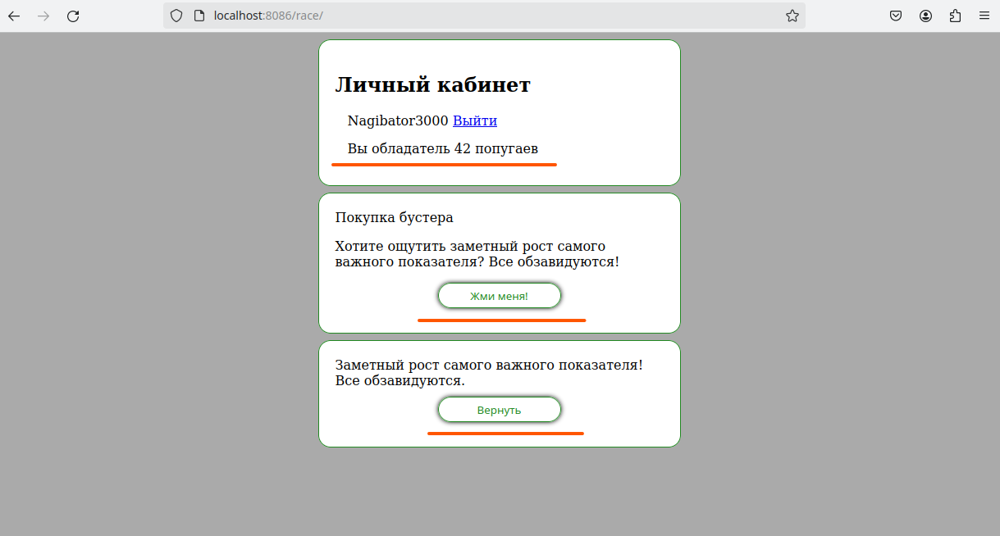 localhost:8086/race/
Личный кабинет
Nagibator3000 Выйти
Вы обладатель 42 попугаев
Покупка бустера
Хотите ощутить заметный рост самого
важного показателя? Все обзавидуются!
Жми меня!
Заметный рост самого важного показателя!
Все обзавидуются.
Вернуть